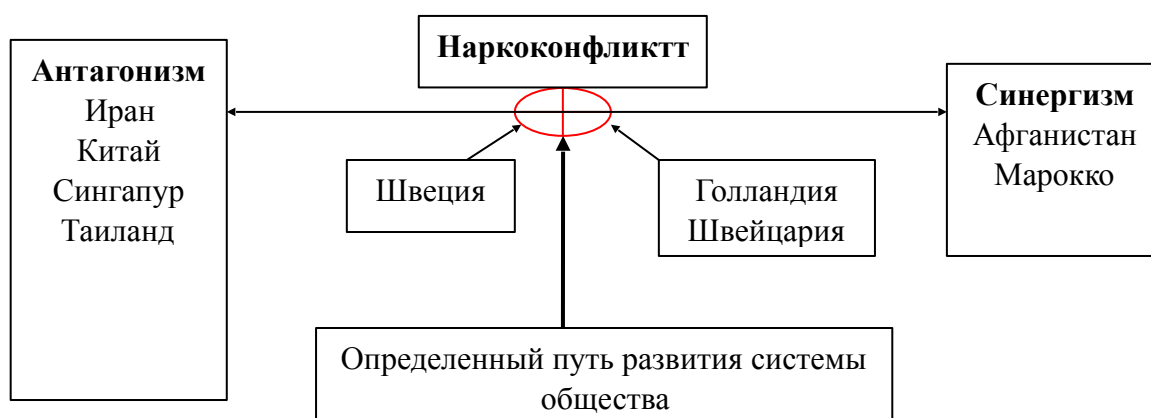 Наркоконфликтт
Антагонизм
Иран
Китай
Сингапур
Таиланд
Швеция
Голландия
Швейцария
Синергизм
Афганистан
Марокко
Определенный путь развития системы
общества